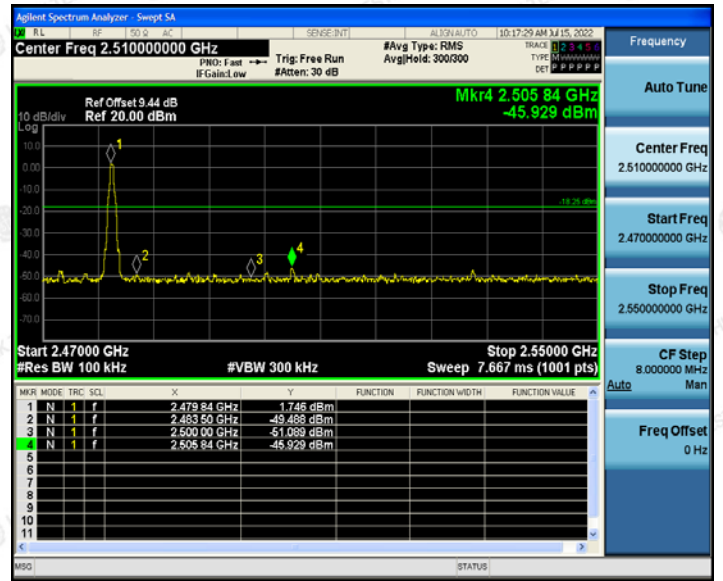 Agilent Spectrum Analyzer - Swept SA
RL RF 50 Ω AC SENSE:INT ALIGN AUTO 10:17:29 AM Jul 15, 2022
Center Freq 2.510000000 GHz
PNO: Fast
IFGain:Low
Trig: Free Run
#Atten: 30 dB
#Avg Type: RMS
Avg|Hold: 300/300
TRACE 1 2 3 4 5 6
TYPE M
DET P P P P P P
Mkr4 2.505 84 GHz
-45.929 dBm
Ref Offset 9.44 dB
10 dB/div Ref 20.00 dBm
Log
10.0
0.00
-10.0
-20.0
-30.0
-40.0
-50.0
-60.0
-70.0
1
2
3
4
-18.25 dBm
Start 2.47000 GHz Stop 2.55000 GHz
#Res BW 100 kHz #VBW 300 kHz Sweep 7.667 ms (1001 pts)
MKR MODE TRC SCL X Y FUNCTION FUNCTION WIDTH FUNCTION VALUE
1 N 1 f 2.479 84 GHz 1.746 dBm
2 N 1 f 2.483 50 GHz -49.488 dBm
3 N 1 f 2.500 00 GHz -51.089 dBm
4 N 1 f 2.505 84 GHz -45.929 dBm
5
6
7
8
9
10
11
MSG STATUS
Frequency
Auto Tune
Center Freq
2.510000000 GHz
Start Freq
2.470000000 GHz
Stop Freq
2.550000000 GHz
CF Step
8.000000 MHz
Auto Man
Freq Offset
0 Hz